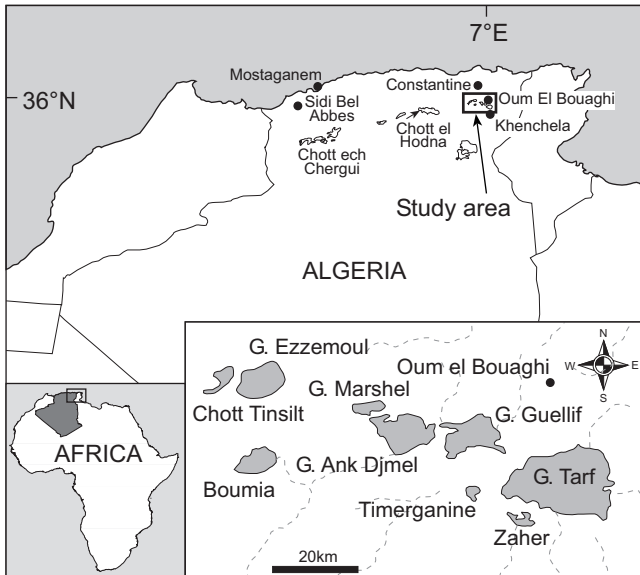 7°E
36°N
Mostaganem
Constantine
Sidi Bel
Abbes
Oum El Bouaghi
Chott el
Hodna
Khenchela
Chott ech
Chergui
Study area
ALGERIA
AFRICA
N
W
E
S
G. Ezzemoul
Oum el Bouaghi
Chott Tinsilt
G. Marshel
G. Guellif
G. Ank Djmel
G. Tarf
Boumia
Timerganine
Zaher
20km